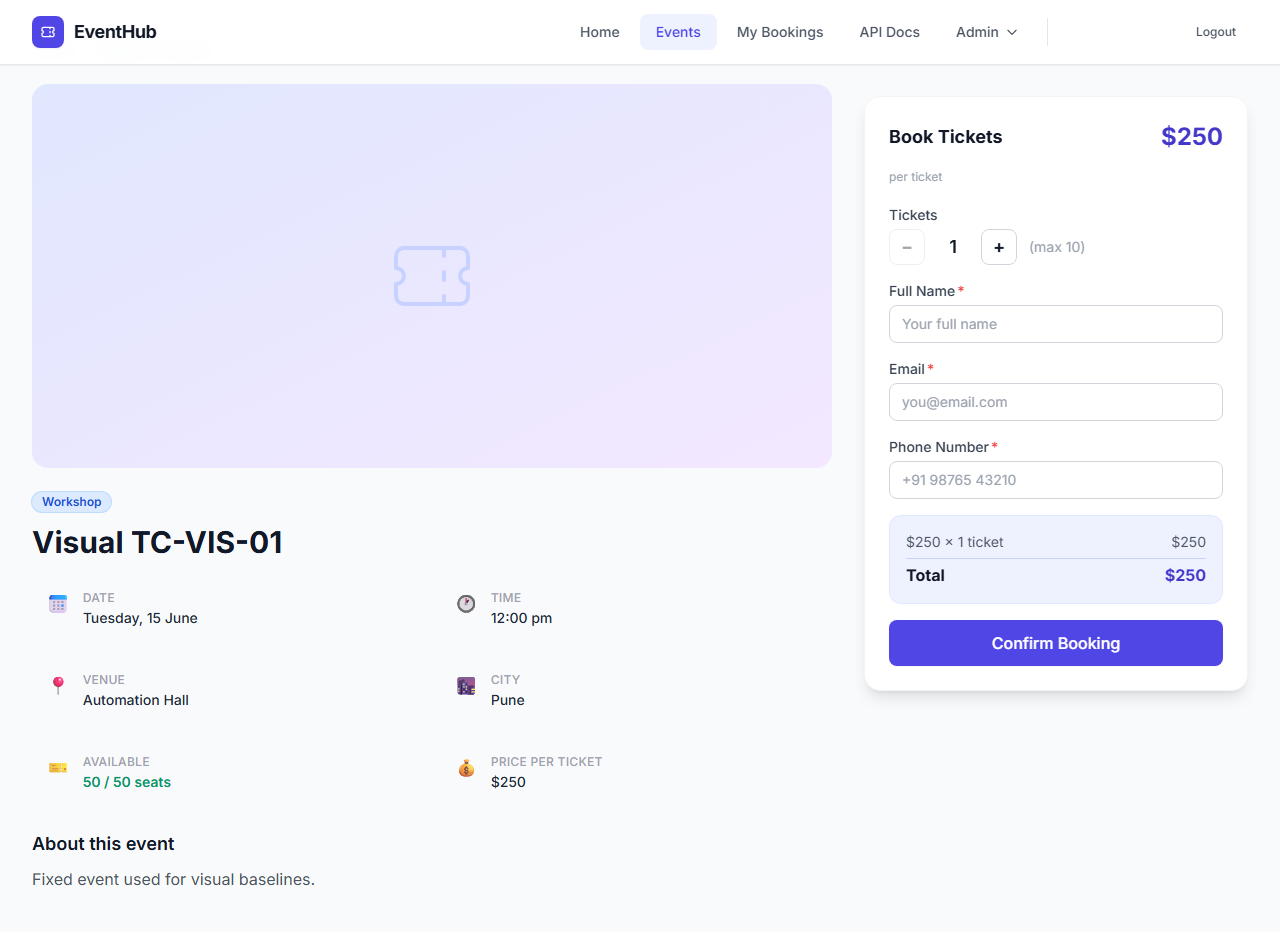 EventHub
Home Events My Bookings API Docs Admin Logout
Book Tickets $250
per ticket
Tickets
− 1 + (max 10)
Full Name *
Your full name
Email *
you@email.com
Phone Number *
+91 98765 43210
$250 × 1 ticket $250
Total $250
Confirm Booking
Workshop
Visual TC-VIS-01
DATE
Tuesday, 15 June
TIME
12:00 pm
VENUE
Automation Hall
CITY
Pune
AVAILABLE
50 / 50 seats
PRICE PER TICKET
$250
About this event
Fixed event used for visual baselines.